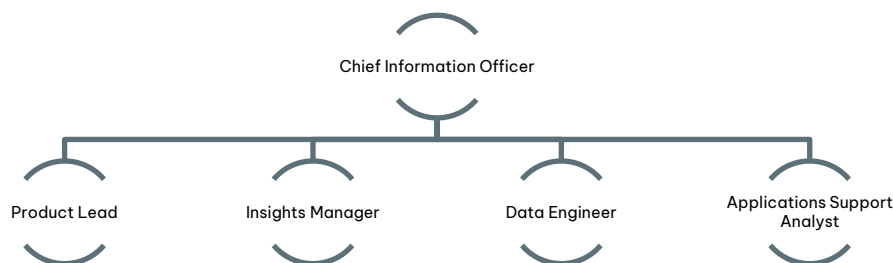 Chief Information Officer
Product Lead
Insights Manager
Data Engineer
Applications Support
Analyst